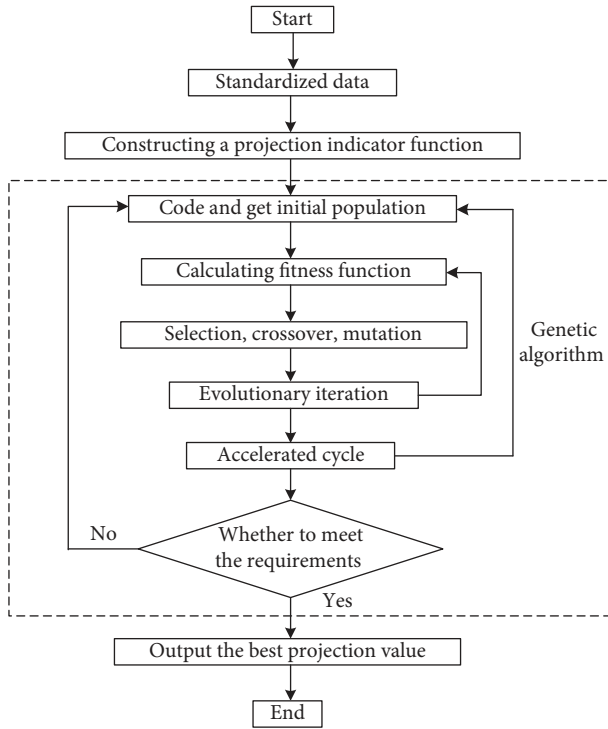 Start
Standardized data
Constructing a projection indicator function
Code and get initial population
Calculating fitness function
Selection, crossover, mutation
Genetic
algorithm
Evolutionary iteration
Accelerated cycle
No
Whether to meet
the requirements
Yes
Output the best projection value
End